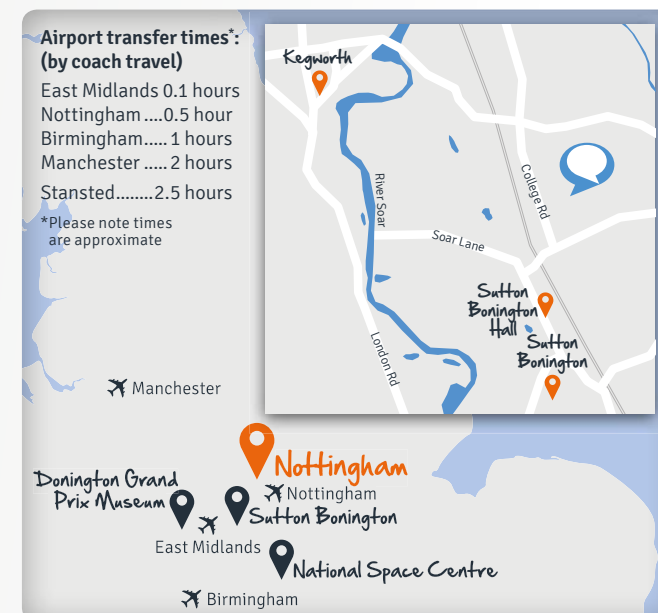 Airport transfer times*:
(by coach travel)
East Midlands 0.1 hours
Nottingham ....0.5 hour
Birmingham..... 1 hours
Manchester ..... 2 hours
Stansted........2.5 hours
*Please note times
are approximate
Kegworth
River Soar
College Rd
Soar Lane
Sutton
Bonington
Hall
Sutton
Bonington
London Rd
Manchester
Nottingham
Donington Grand
Prix Museum
Nottingham
Sutton Bonington
East Midlands
National Space Centre
Birmingham